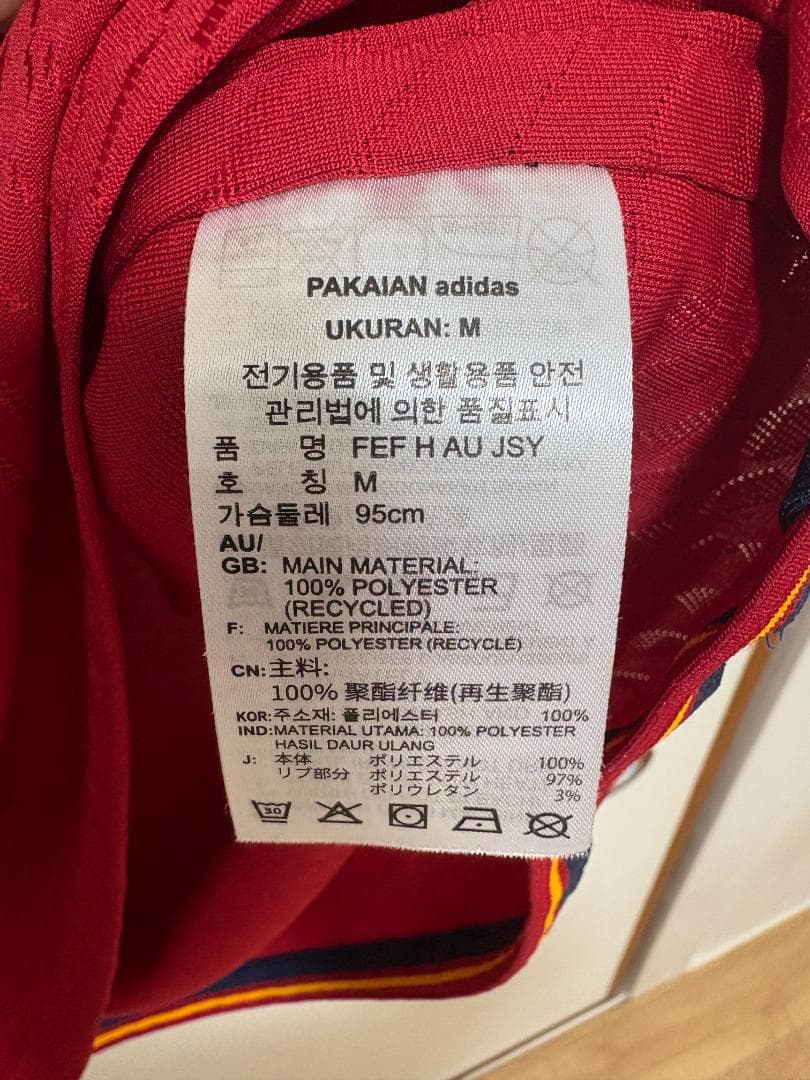 PAKAIAN adidas
UKURAN: M
전기용품 및 생활용품 안전
관리법에 의한 품질표시
품 명 FEF H AU JSY
호 칭 M
가슴둘레 95cm
AU/
GB: MAIN MATERIAL:
100% POLYESTER
(RECYCLED)
F: MATIERE PRINCIPALE:
100% POLYESTER (RECYCLÉ)
CN: 主料:
100% 聚酯纤维(再生聚酯)
KOR: 주소재: 폴리에스터 100%
IND: MATERIAL UTAMA: 100% POLYESTER
HASIL DAUR ULANG
J: 本体 ポリエステル 100%
リブ部分 ポリエステル 97%
ポリウレタン 3%
30